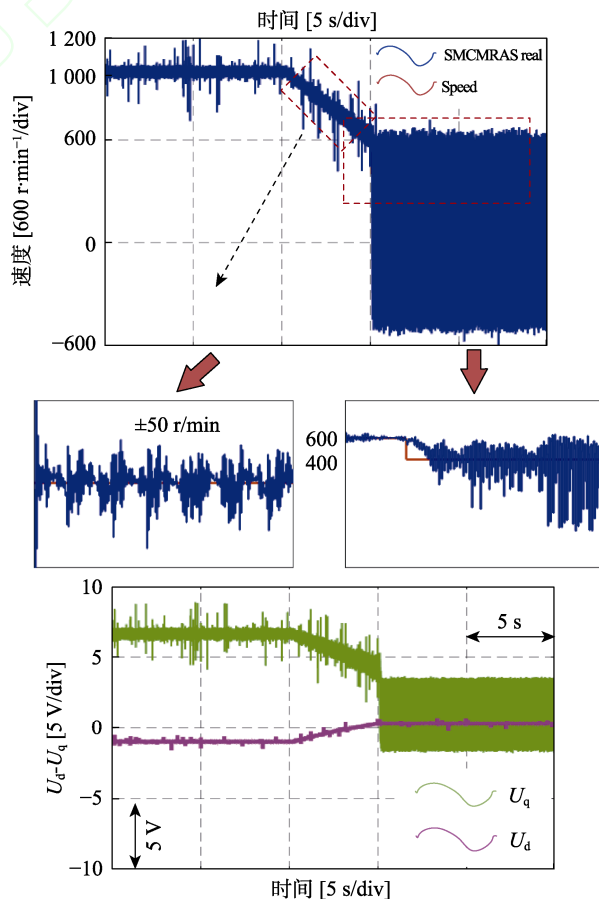 时间 [5 s/div]
1 200
1 000
600
0
−600
速度 [600 r·min⁻¹/div]
SMCMRAS real
Speed
±50 r/min
600
400
10
5
0
−5
−10
U_d-U_q [5 V/div]
5 s
5 V
U_q
U_d
时间 [5 s/div]